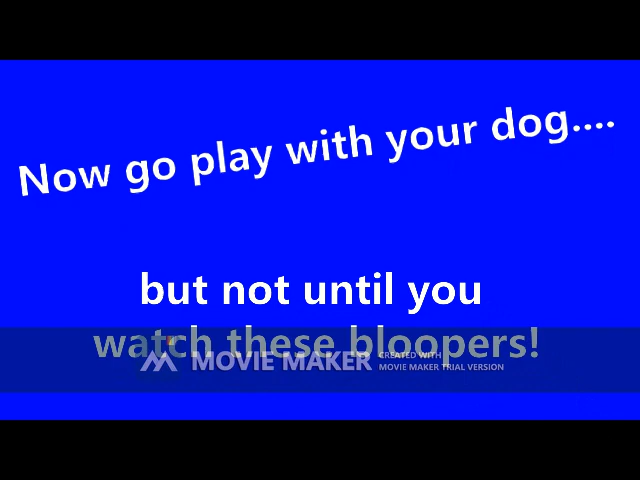 Now go play with your dog....
but not until you
watch these bloopers!
MOVIE MAKER
CREATED WITH
MOVIE MAKER TRIAL VERSION